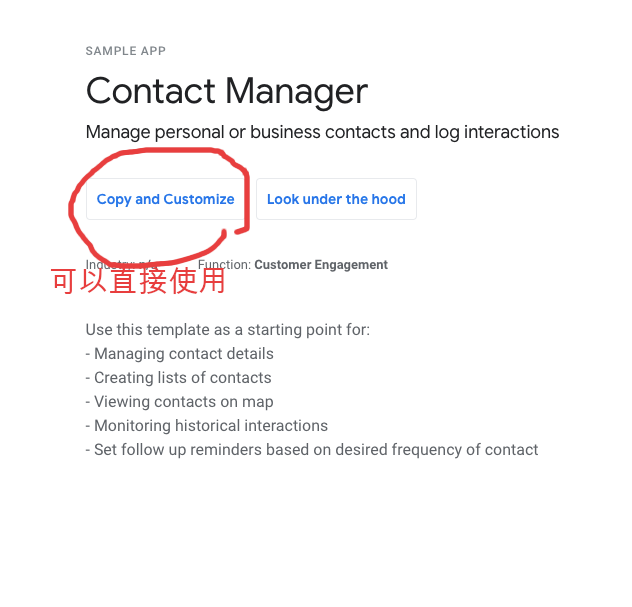 SAMPLE APP
Contact Manager
Manage personal or business contacts and log interactions
Copy and Customize Look under the hood
Industry: Function: Customer Engagement
可以直接使用
Use this template as a starting point for:
- Managing contact details
- Creating lists of contacts
- Viewing contacts on map
- Monitoring historical interactions
- Set follow up reminders based on desired frequency of contact